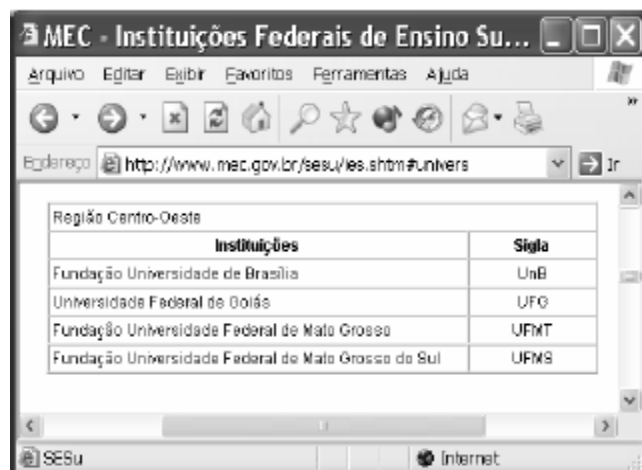 MEC - Instituições Federais de Ensino Su...
Arquivo Editar Exibir Favoritos Ferramentas Ajuda
Endereço http://www.mec.gov.br/sesu/ies.shtm#univers Ir
Região Centro-Oeste
Instituições Sigla
Fundação Universidade de Brasília UnB
Universidade Federal de Goiás UFG
Fundação Universidade Federal de Mato Grosso UFMT
Fundação Universidade Federal de Mato Grosso do Sul UFMS
SESu Internet